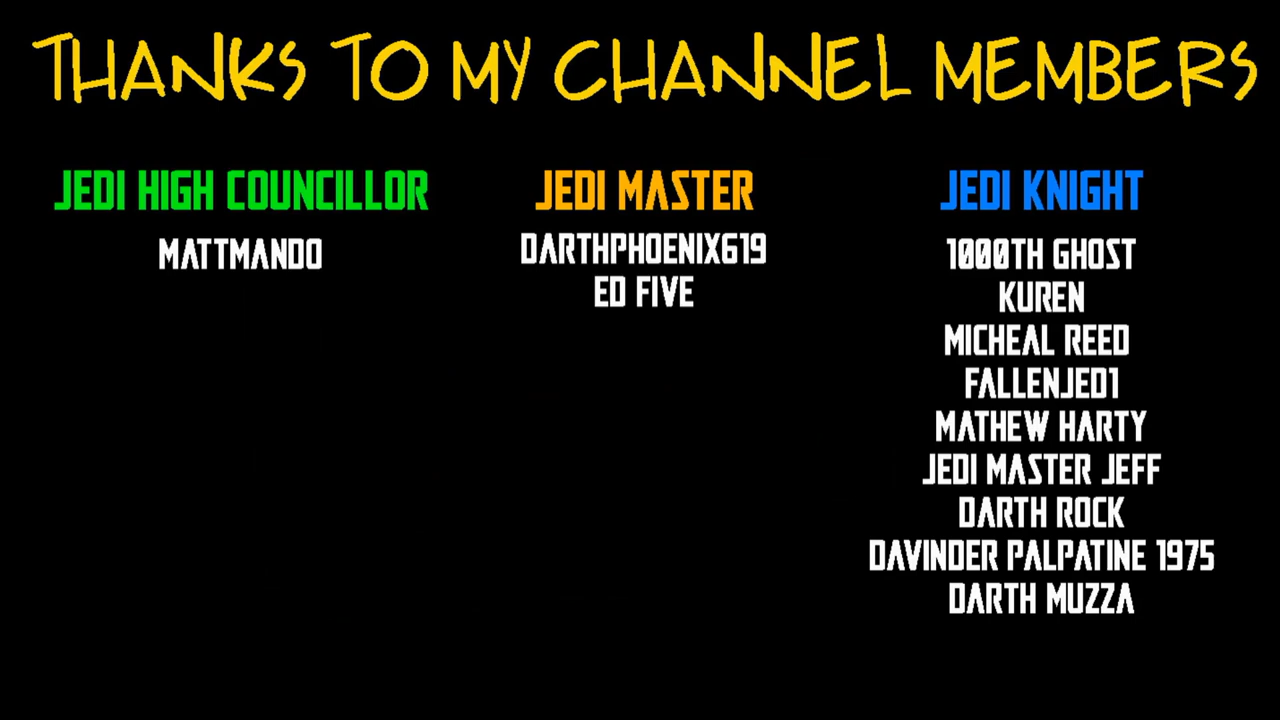 THANKS TO MY CHANNEL MEMBERS
JEDI HIGH COUNCILLOR
MATTMANDO
JEDI MASTER
DARTHPHOENIX619
ED FIVE
JEDI KNIGHT
1000TH GHOST
KUREN
MICHEAL REED
FALLENJED1
MATHEW HARTY
JEDI MASTER JEFF
DARTH ROCK
DAVINDER PALPATINE 1975
DARTH MUZZA